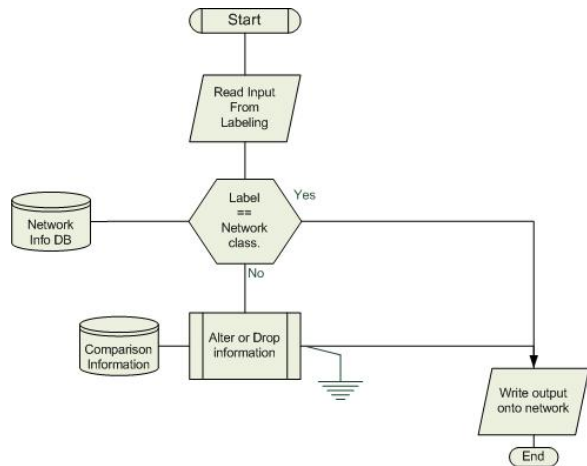 Start
Read Input
From
Labeling
Label
==
Network
class.
Yes
Network
Info DB
No
Alter or Drop
information
Comparison
Information
Write output
onto network
End